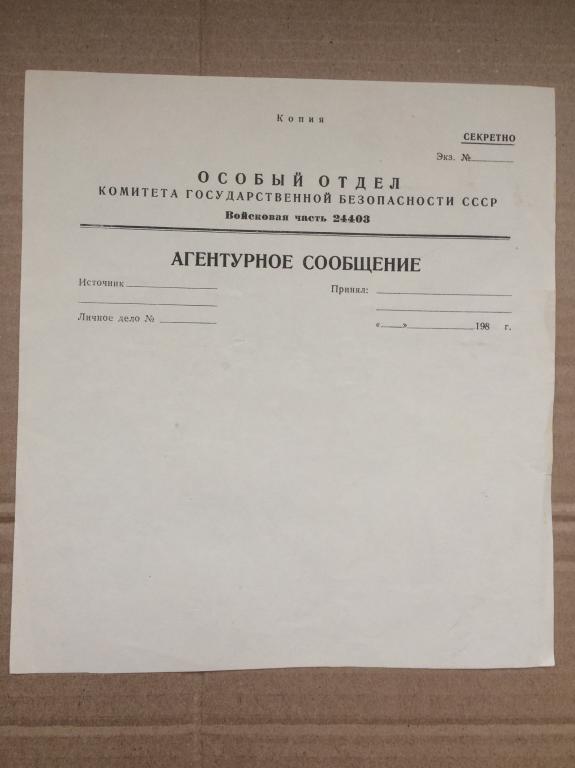 Копия
СЕКРЕТНО
Экз. №
ОСОБЫЙ ОТДЕЛ
КОМИТЕТА ГОСУДАРСТВЕННОЙ БЕЗОПАСНОСТИ СССР
Войсковая часть 24403
АГЕНТУРНОЕ СООБЩЕНИЕ
Источник
Принял:
Личное дело №
« » 198 г.